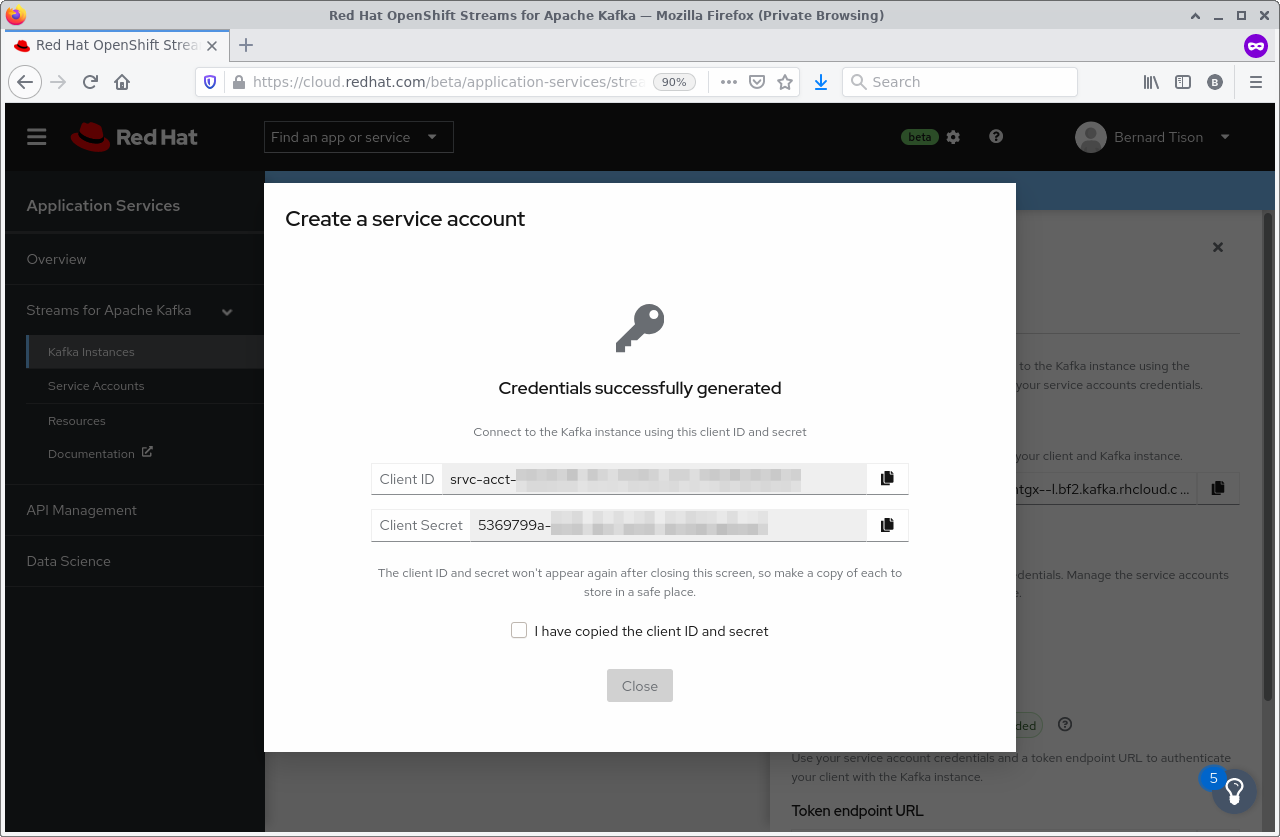 Red Hat OpenShift Streams for Apache Kafka — Mozilla Firefox (Private Browsing)
Red Hat OpenShift Strea
https://cloud.redhat.com/beta/application-services/strea
90%
Search
B
Red Hat
Find an app or service
beta
Bernard Tison
Application Services
Overview
Streams for Apache Kafka
Kafka Instances
Service Accounts
Resources
Documentation
API Management
Data Science
Create a service account
Credentials successfully generated
Connect to the Kafka instance using this client ID and secret
Client ID
srvc-acct-
Client Secret
5369799a-
The client ID and secret won't appear again after closing this screen, so make a copy of each to
store in a safe place.
I have copied the client ID and secret
Close
to the Kafka instance using the
your service accounts credentials.
your client and Kafka instance.
ntgx--l.bf2.kafka.rhcloud.c ...
edentials. Manage the service accounts
e.
ded
Use your service account credentials and a token endpoint URL to authenticate
your client with the Kafka instance.
Token endpoint URL
5